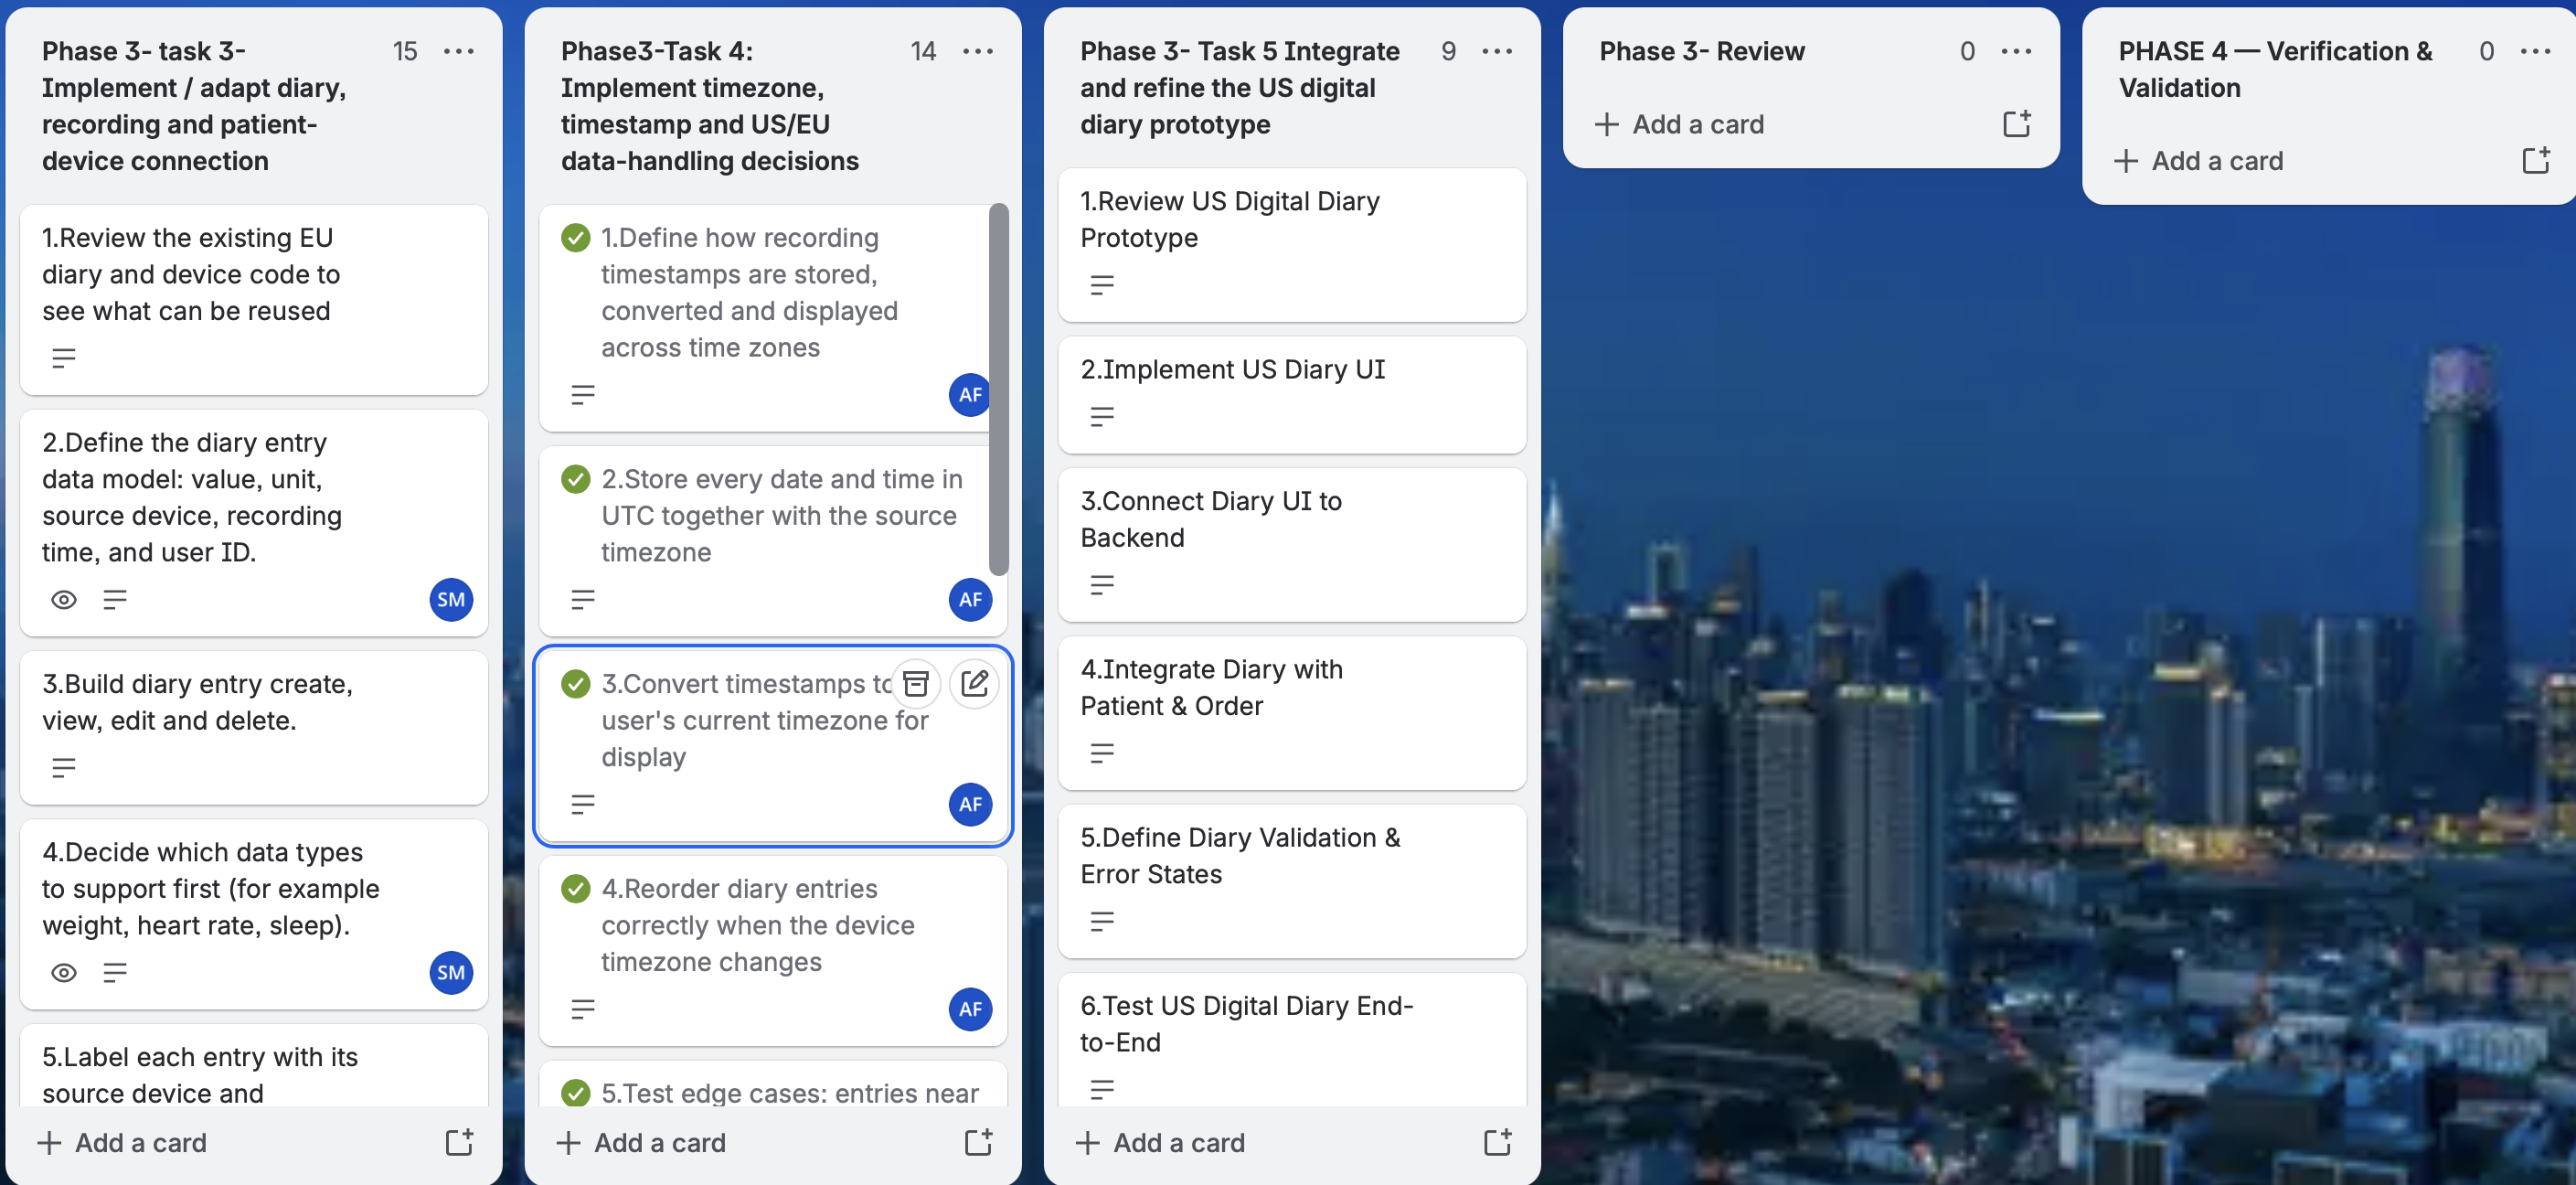 Phase 3- task 3-
Implement / adapt diary,
recording and patient-
device connection
15
1.Review the existing EU
diary and device code to
see what can be reused
2.Define the diary entry
data model: value, unit,
source device, recording
time, and user ID.
SM
3.Build diary entry create,
view, edit and delete.
4.Decide which data types
to support first (for example
weight, heart rate, sleep).
SM
5.Label each entry with its
source device and
Add a card
Phase3-Task 4:
Implement timezone,
timestamp and US/EU
data-handling decisions
14
1.Define how recording
timestamps are stored,
converted and displayed
across time zones
AF
2.Store every date and time in
UTC together with the source
timezone
AF
3.Convert timestamps to
user's current timezone for
display
AF
4.Reorder diary entries
correctly when the device
timezone changes
AF
5.Test edge cases: entries near
Add a card
Phase 3- Task 5 Integrate
and refine the US digital
diary prototype
9
1.Review US Digital Diary
Prototype
2.Implement US Diary UI
3.Connect Diary UI to
Backend
4.Integrate Diary with
Patient & Order
5.Define Diary Validation &
Error States
6.Test US Digital Diary End-
to-End
Add a card
Phase 3- Review
0
Add a card
PHASE 4 — Verification &
Validation
0
Add a card